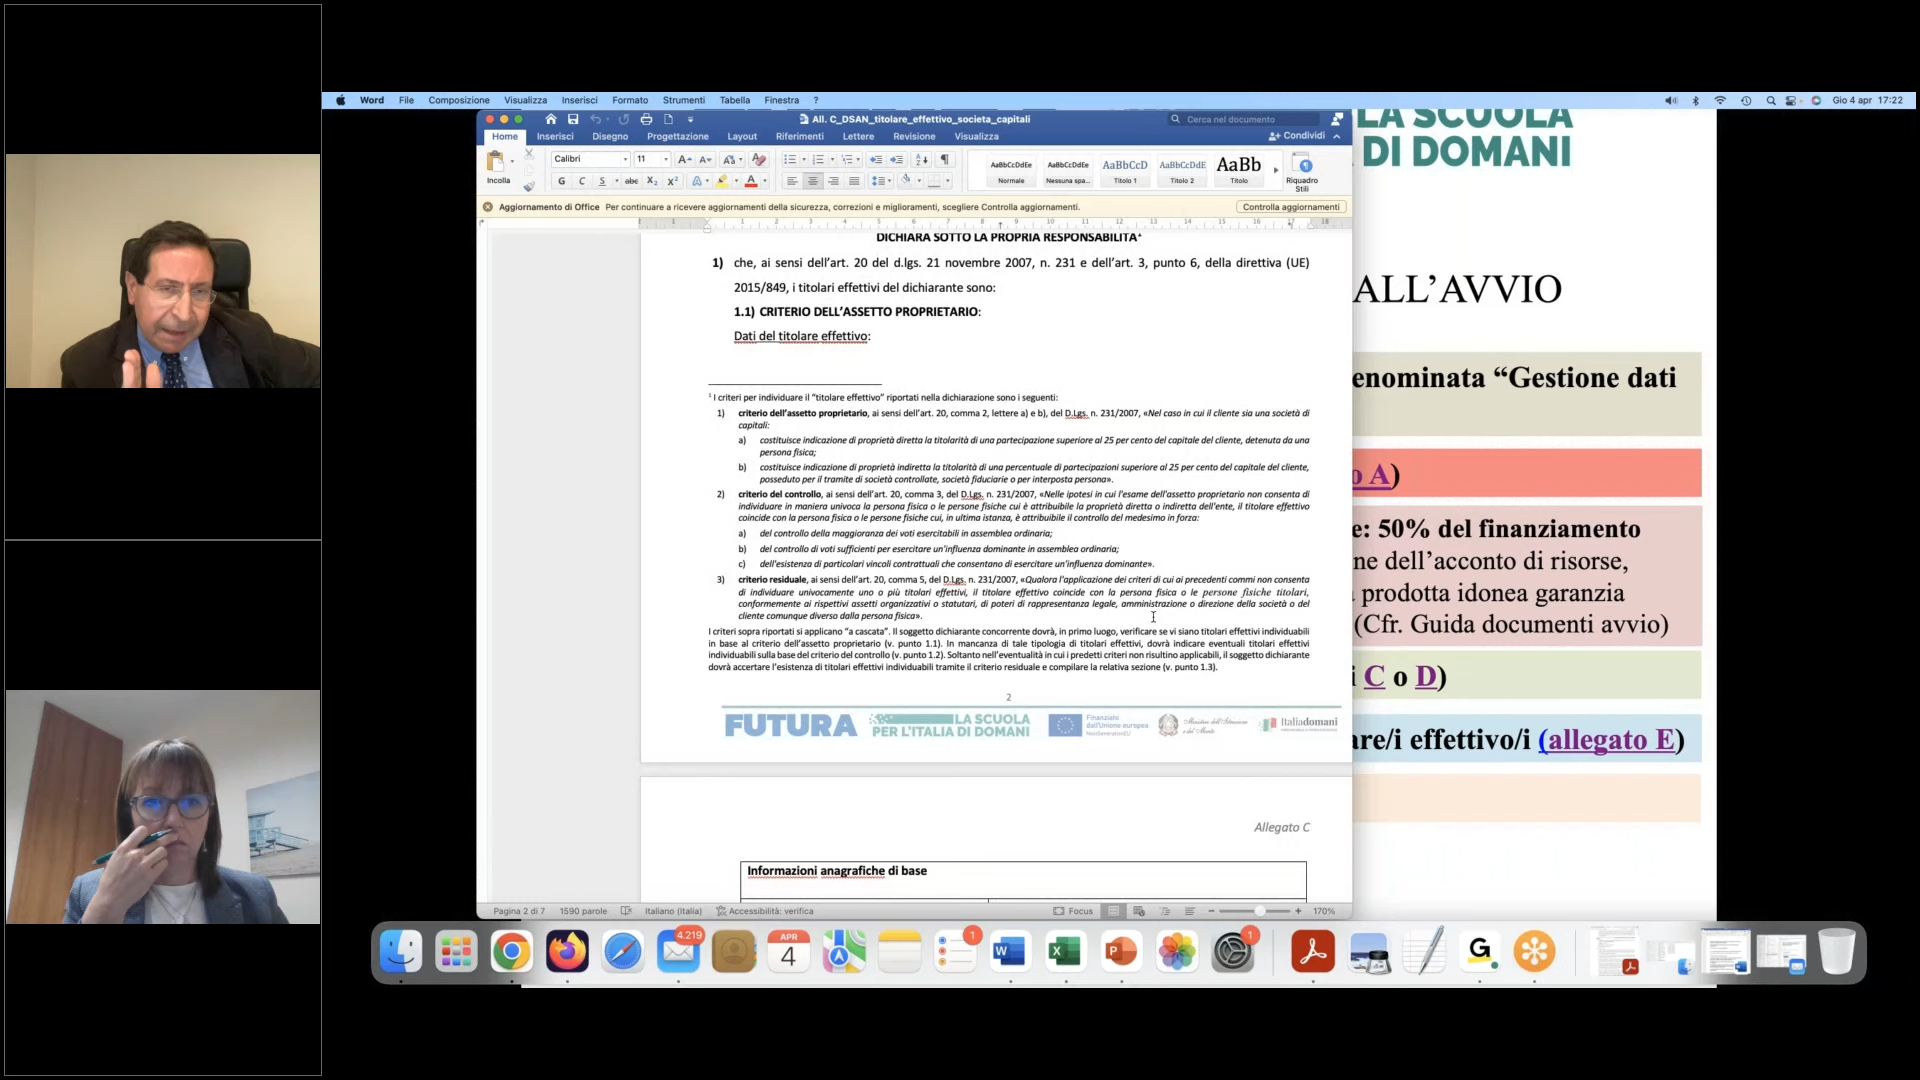 Word File Composizione Visualizza Inserisci Formato Strumenti Tabella Finestra ? Gio 4 apr 17:22
All. C_DSAN_titolare_effettivo_societa_capitali Cerca nel documento
Home Inserisci Disegno Progettazione Layout Riferimenti Lettere Revisione Visualizza Condividi
Incolla Calibri 11
G C S abc X₂ X² A
AaBbCcDdEe AaBbCcDdEe AaBbCcD AaBbCcDdE AaBb
Normale Nessuna spa... Titolo 1 Titolo 2 Titolo Riquadro Stili
Aggiornamento di Office Per continuare a ricevere aggiornamenti della sicurezza, correzioni e miglioramenti, scegliere Controlla aggiornamenti. Controlla aggiornamenti
DICHIARA SOTTO LA PROPRIA RESPONSABILITÀ¹
1) che, ai sensi dell'art. 20 del d.lgs. 21 novembre 2007, n. 231 e dell'art. 3, punto 6, della direttiva (UE)
2015/849, i titolari effettivi del dichiarante sono:
1.1) CRITERIO DELL'ASSETTO PROPRIETARIO:
Dati del titolare effettivo:
¹ I criteri per individuare il "titolare effettivo" riportati nella dichiarazione sono i seguenti:
1) criterio dell'assetto proprietario, ai sensi dell'art. 20, comma 2, lettere a) e b), del D.Lgs. n. 231/2007, «Nel caso in cui il cliente sia una società di
capitali:
a) costituisce indicazione di proprietà diretta la titolarità di una partecipazione superiore al 25 per cento del capitale del cliente, detenuta da una
persona fisica;
b) costituisce indicazione di proprietà indiretta la titolarità di una percentuale di partecipazioni superiore al 25 per cento del capitale del cliente,
posseduto per il tramite di società controllate, società fiduciarie o per interposta persona».
2) criterio del controllo, ai sensi dell'art. 20, comma 3, del D.Lgs. n. 231/2007, «Nelle ipotesi in cui l'esame dell'assetto proprietario non consenta di
individuare in maniera univoca la persona fisica o le persone fisiche cui è attribuibile la proprietà diretta o indiretta dell'ente, il titolare effettivo
coincide con la persona fisica o le persone fisiche cui, in ultima istanza, è attribuibile il controllo del medesimo in forza:
a) del controllo della maggioranza dei voti esercitabili in assemblea ordinaria;
b) del controllo di voti sufficienti per esercitare un'influenza dominante in assemblea ordinaria;
c) dell'esistenza di particolari vincoli contrattuali che consentano di esercitare un'influenza dominante».
3) criterio residuale, ai sensi dell'art. 20, comma 5, del D.Lgs. n. 231/2007, «Qualora l'applicazione dei criteri di cui ai precedenti commi non consenta
di individuare univocamente uno o più titolari effettivi, il titolare effettivo coincide con la persona fisica o le persone fisiche titolari,
conformemente ai rispettivi assetti organizzativi o statutari, di poteri di rappresentanza legale, amministrazione o direzione della società o del
cliente comunque diverso dalla persona fisica».
I criteri sopra riportati si applicano "a cascata". Il soggetto dichiarante concorrente dovrà, in primo luogo, verificare se vi siano titolari effettivi individuabili
in base al criterio dell'assetto proprietario (v. punto 1.1). In mancanza di tale tipologia di titolari effettivi, dovrà indicare eventuali titolari effettivi
individuabili sulla base del criterio del controllo (v. punto 1.2). Soltanto nell'eventualità in cui i predetti criteri non risultino applicabili, il soggetto dichiarante
dovrà accertare l'esistenza di titolari effettivi individuabili tramite il criterio residuale e compilare la relativa sezione (v. punto 1.3).
2
FUTURA LA SCUOLA
PER L'ITALIA DI DOMANI
Finanziato
dall'Unione europea
NextGenerationEU
Ministero dell'Istruzione
e del Merito
Italiadomani
Allegato C
Informazioni anagrafiche di base
Pagina 2 di 7 1590 parole Italiano (Italia) Accessibilità: verifica Focus 170%
LA SCUOLA
DI DOMANI
ALL'AVVIO
enominata "Gestione dati
o A)
e: 50% del finanziamento
ne dell'acconto di risorse,
prodotta idonea garanzia
(Cfr. Guida documenti avvio)
i C o D)
are/i effettivo/i (allegato E)
4.219
APR
4
1
1